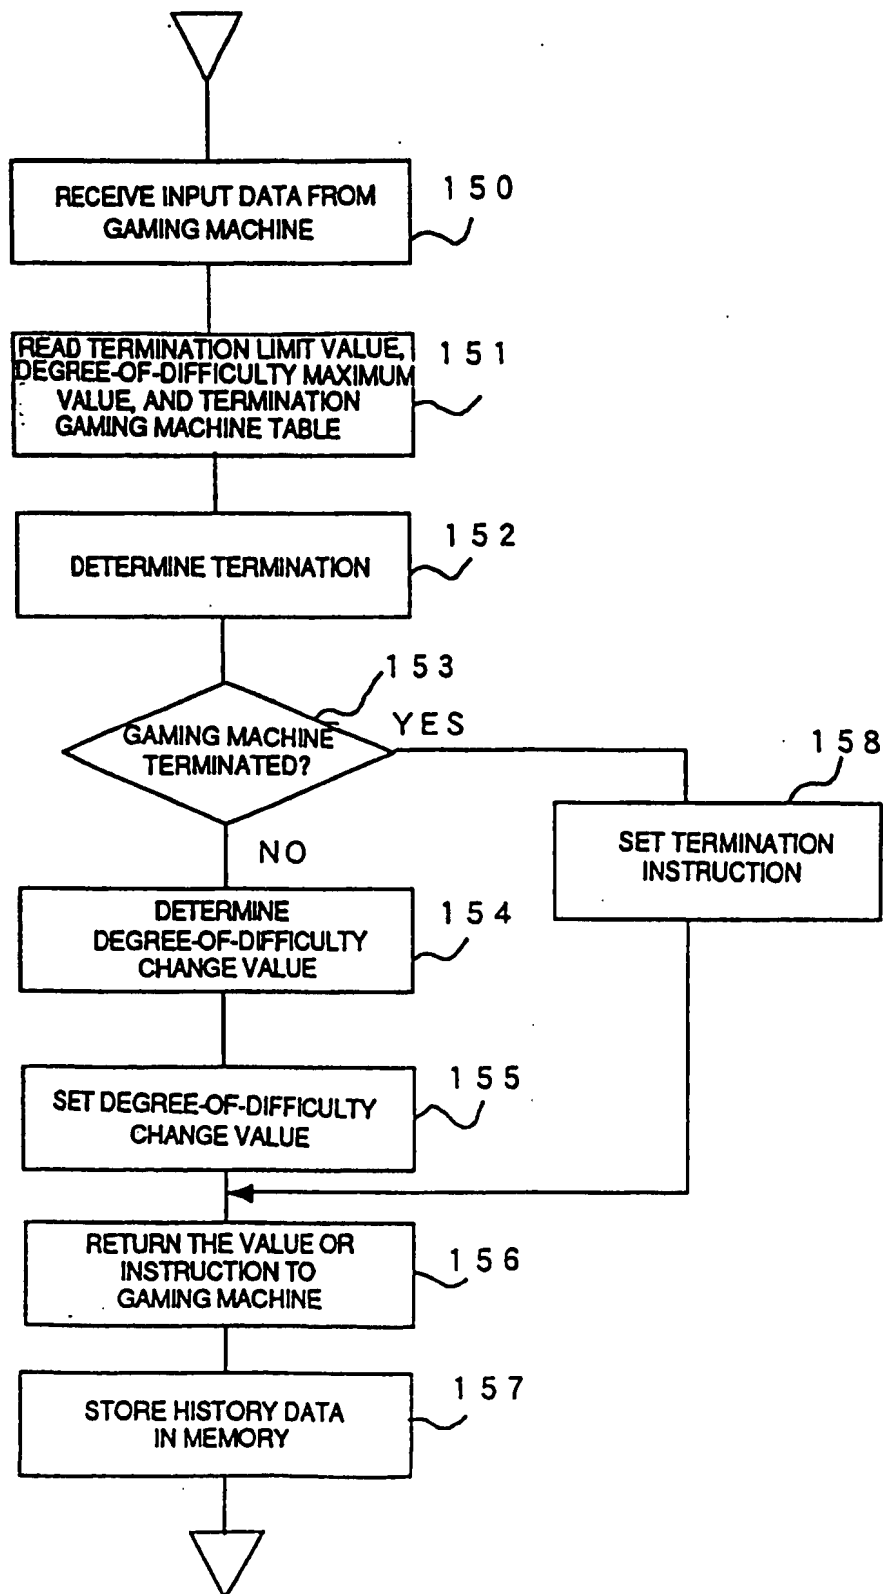 RECEIVE INPUT DATA FROM
GAMING MACHINE
150
READ TERMINATION LIMIT VALUE,
DEGREE-OF-DIFFICULTY MAXIMUM
VALUE, AND TERMINATION
GAMING MACHINE TABLE
151
DETERMINE TERMINATION
152
153
GAMING MACHINE
TERMINATED?
YES
NO
158
SET TERMINATION
INSTRUCTION
DETERMINE
DEGREE-OF-DIFFICULTY
CHANGE VALUE
154
SET DEGREE-OF-DIFFICULTY
CHANGE VALUE
155
RETURN THE VALUE OR
INSTRUCTION TO
GAMING MACHINE
156
STORE HISTORY DATA
IN MEMORY
157